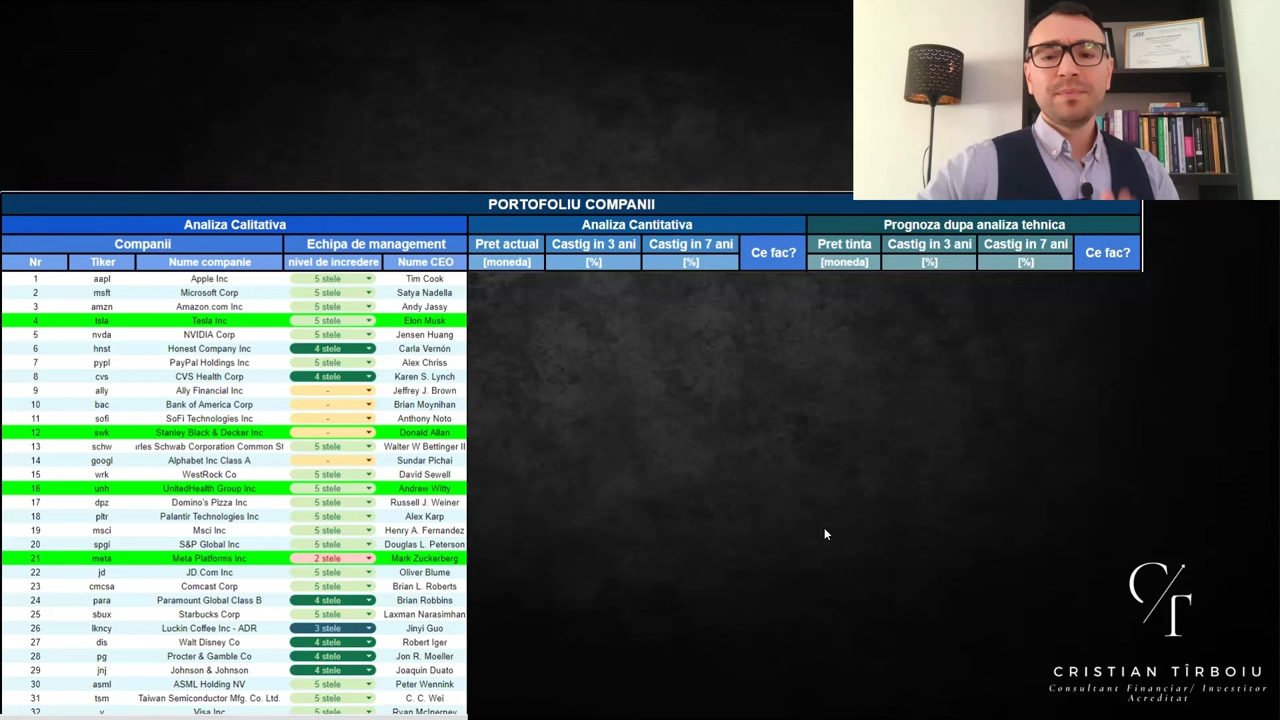 PORTOFOLIU COMPANII
Analiza Calitativa Analiza Cantitativa Prognoza dupa analiza tehnica
Companii Echipa de management Pret actual Castig in 3 ani Castig in 7 ani Ce fac? Pret tinta Castig in 3 ani Castig in 7 ani Ce fac?
Nr Tiker Nume companie nivel de incredere Nume CEO [moneda] [%] [%] [moneda] [%] [%]
1 aapl Apple Inc 5 stele Tim Cook
2 msft Microsoft Corp 5 stele Satya Nadella
3 amzn Amazon.com Inc 5 stele Andy Jassy
4 tsla Tesla Inc 5 stele Elon Musk
5 nvda NVIDIA Corp 5 stele Jensen Huang
6 hnst Honest Company Inc 4 stele Carla Vernón
7 pypl PayPal Holdings Inc 5 stele Alex Chriss
8 cvs CVS Health Corp 4 stele Karen S. Lynch
9 ally Ally Financial Inc - Jeffrey J. Brown
10 bac Bank of America Corp - Brian Moynihan
11 sofi SoFi Technologies Inc - Anthony Noto
12 swk Stanley Black & Decker Inc - Donald Allan
13 schw rles Schwab Corporation Common St 5 stele Walter W Bettinger II
14 googl Alphabet Inc Class A - Sundar Pichai
15 wrk WestRock Co 5 stele David Sewell
16 unh UnitedHealth Group Inc 5 stele Andrew Witty
17 dpz Domino's Pizza Inc 5 stele Russell J. Weiner
18 pltr Palantir Technologies Inc 5 stele Alex Karp
19 msci Msci Inc 5 stele Henry A. Fernandez
20 spgi S&P Global Inc 5 stele Douglas L. Peterson
21 meta Meta Platforms Inc 2 stele Mark Zuckerberg
22 jd JD.Com Inc 5 stele Oliver Blume
23 cmcsa Comcast Corp 5 stele Brian L. Roberts
24 para Paramount Global Class B 4 stele Brian Robbins
25 sbux Starbucks Corp 5 stele Laxman Narasimhan
26 lkncy Luckin Coffee Inc - ADR 3 stele Jinyi Guo
27 dis Walt Disney Co 4 stele Robert Iger
28 pg Procter & Gamble Co 4 stele Jon R. Moeller
29 jnj Johnson & Johnson 4 stele Joaquin Duato
30 asml ASML Holding NV 5 stele Peter Wennink
31 tsm Taiwan Semiconductor Mfg. Co. Ltd. 5 stele C. C. Wei
32 v Visa Inc 5 stele Ryan McInerney
CT
CRISTIAN TÎRBOIU
Consultant Financiar/ Investitor
Acreditat